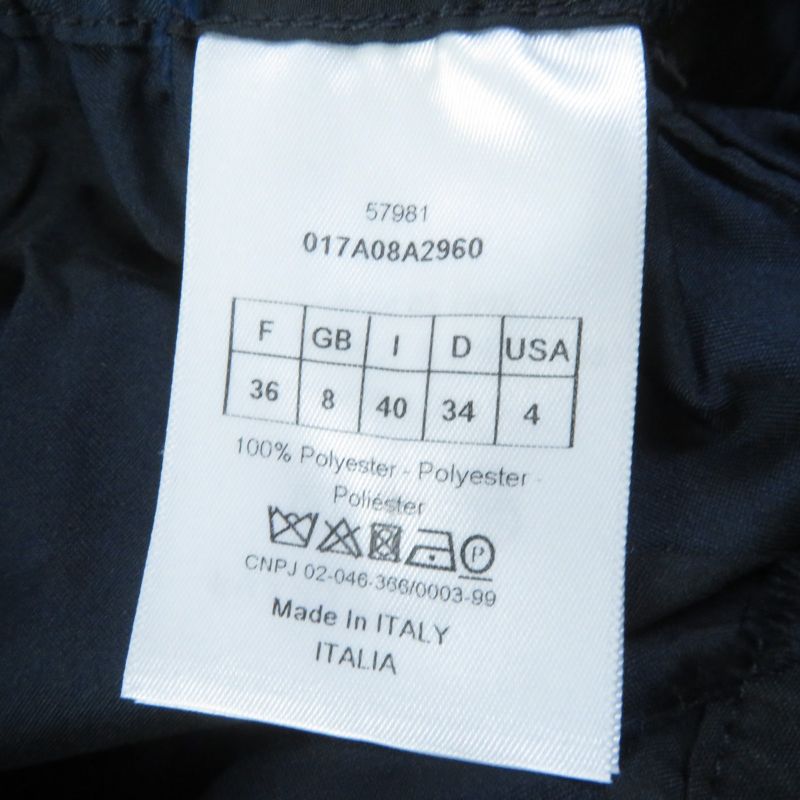 57981
017A08A2960
F GB I D USA
36 8 40 34 4
100% Polyester - Polyester -
Poliéster
P
CNPJ 02-046-366/0003-99
Made In ITALY
ITALIA